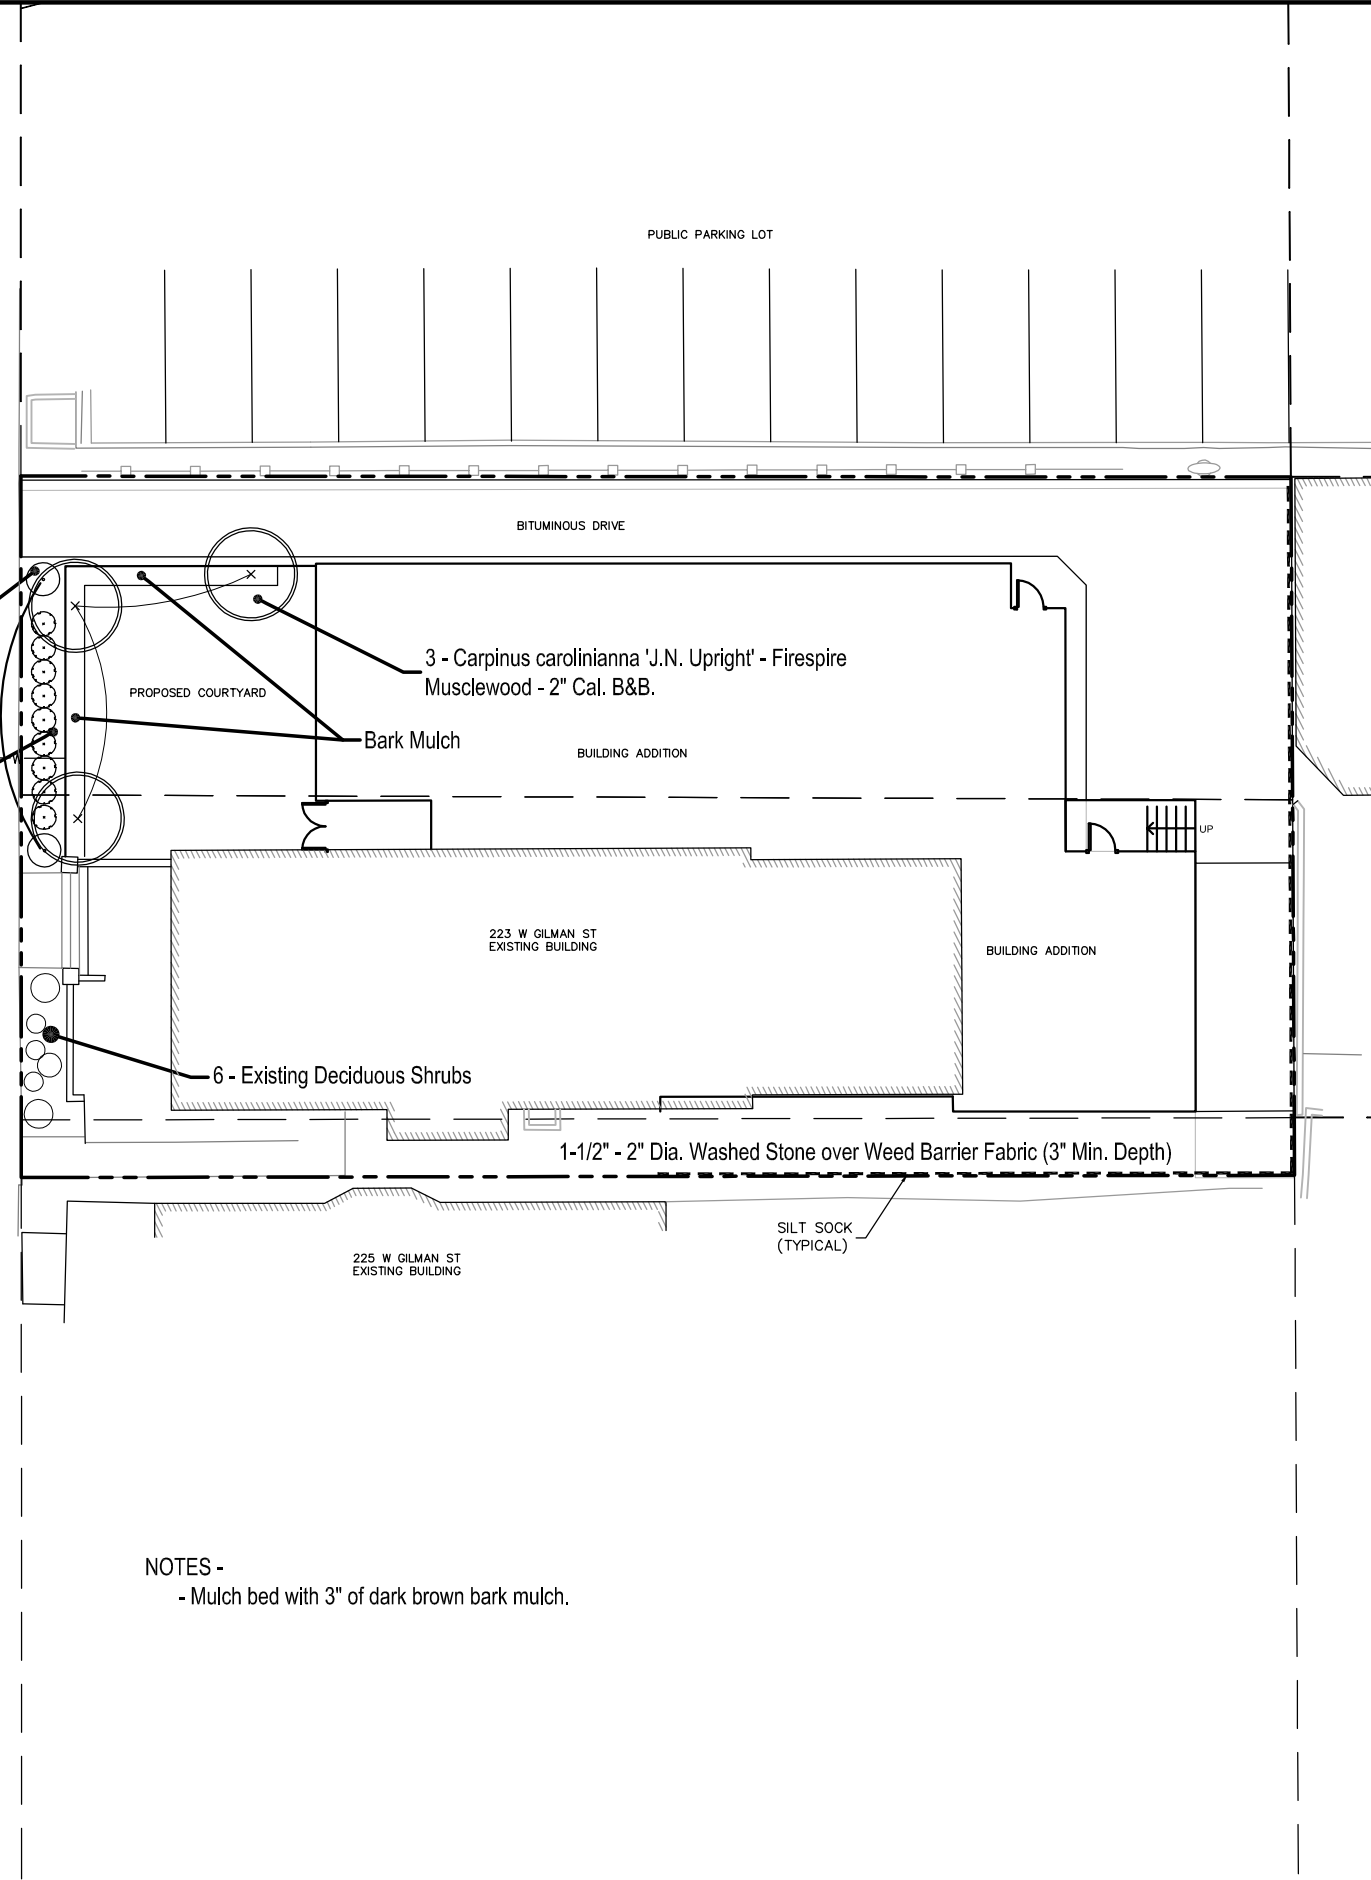 PUBLIC PARKING LOT
BITUMINOUS DRIVE
3 - Carpinus carolinianna 'J.N. Upright' - Firespire
Musclewood - 2" Cal. B&B.
PROPOSED COURTYARD
Bark Mulch
BUILDING ADDITION
UP
223 W GILMAN ST
EXISTING BUILDING
BUILDING ADDITION
6 - Existing Deciduous Shrubs
1-1/2" - 2" Dia. Washed Stone over Weed Barrier Fabric (3" Min. Depth)
SILT SOCK
(TYPICAL)
225 W GILMAN ST
EXISTING BUILDING
NOTES -
- Mulch bed with 3" of dark brown bark mulch.